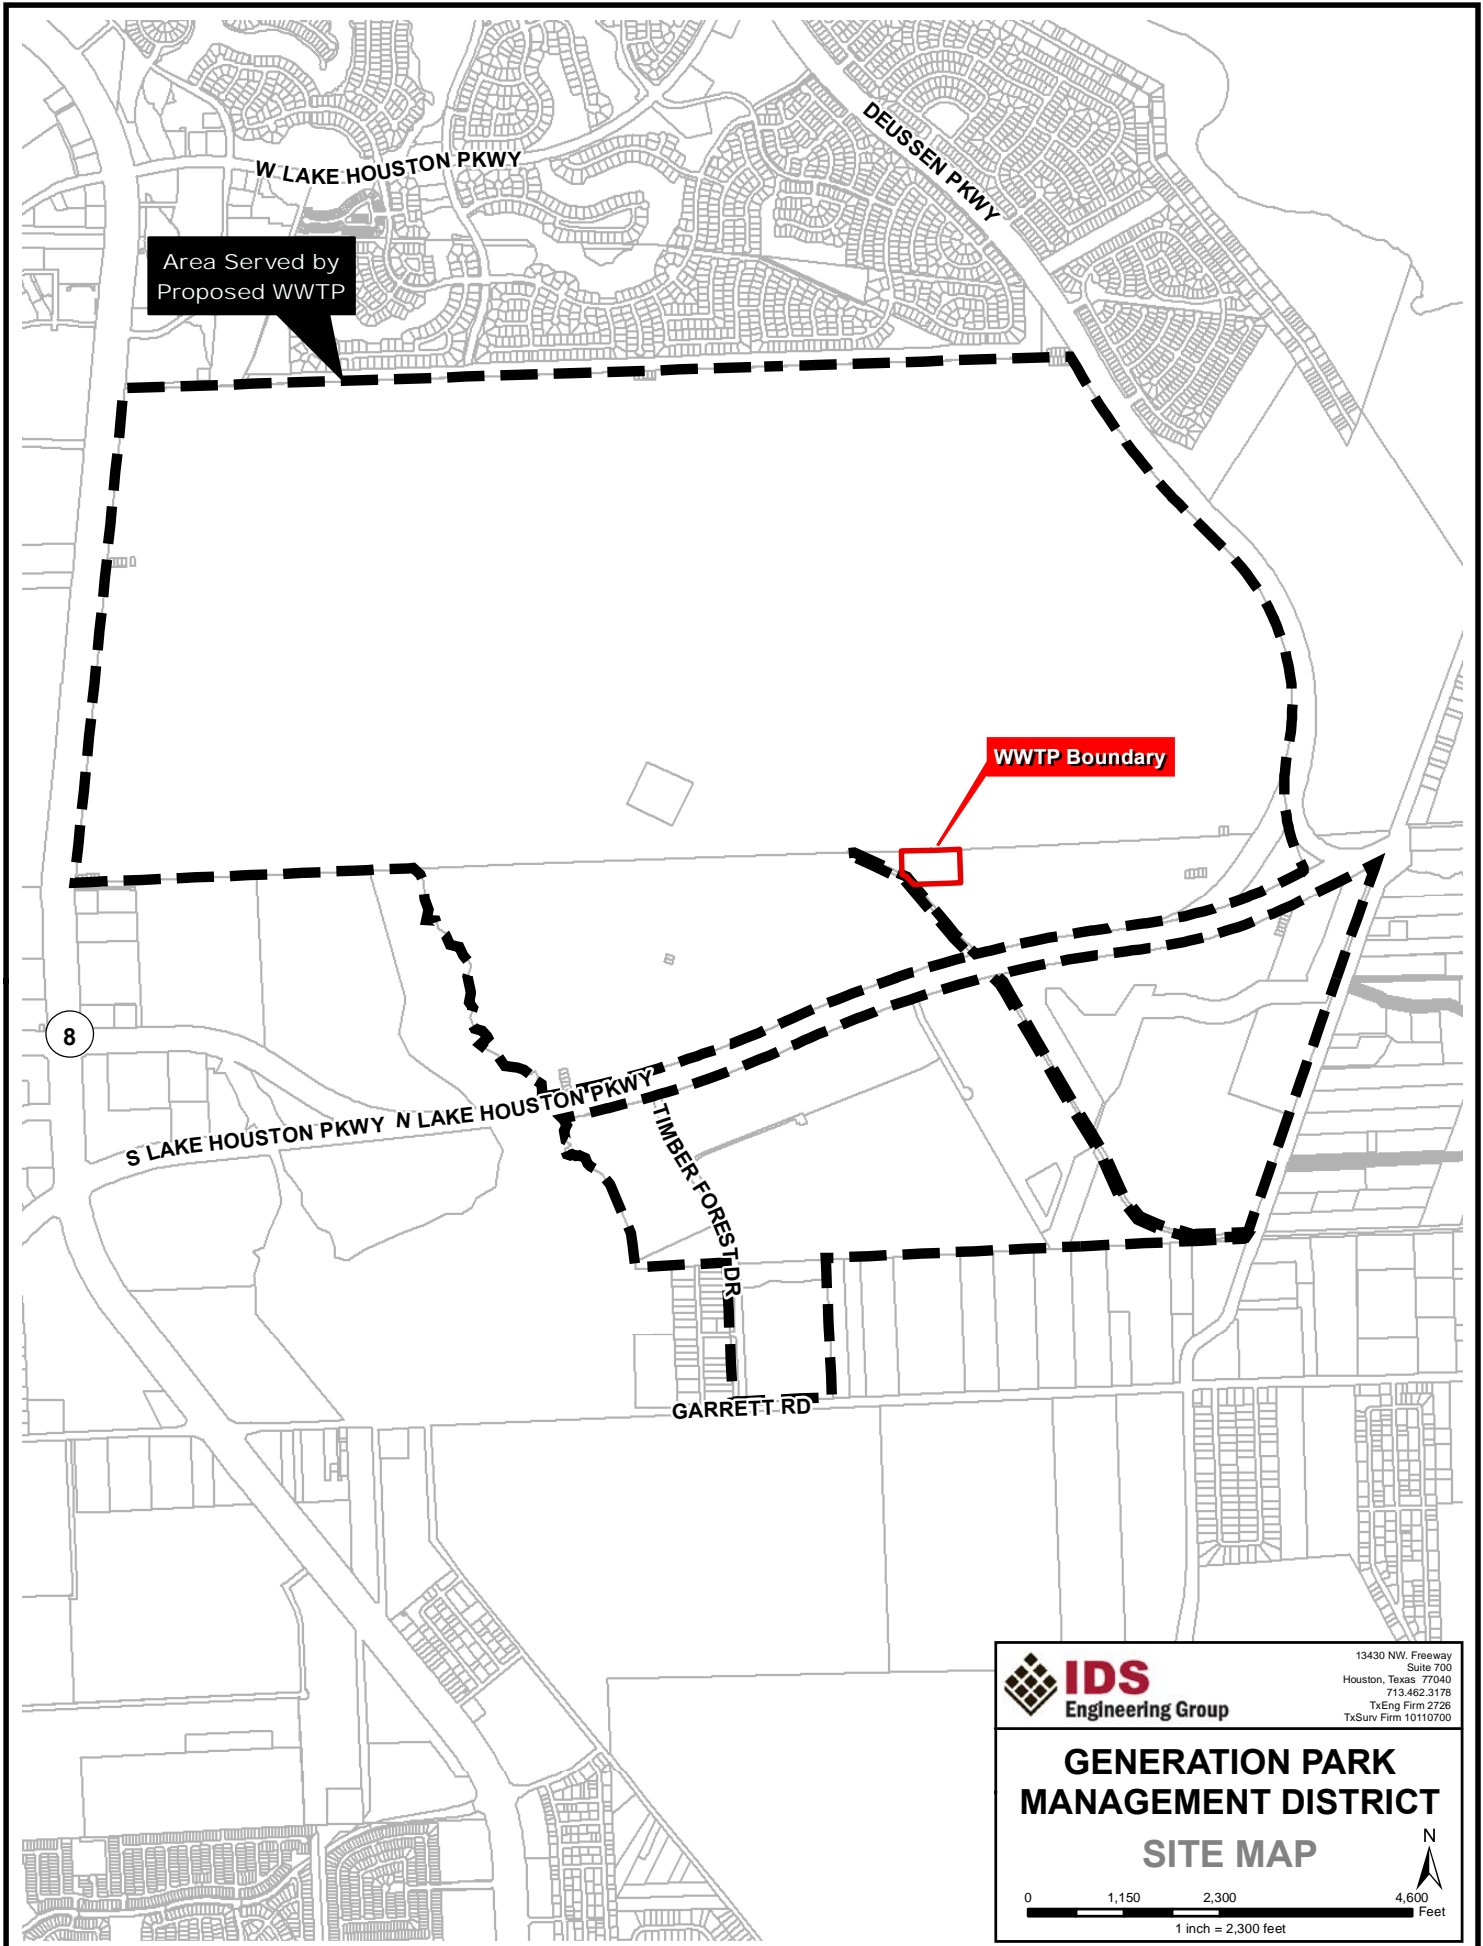 W LAKE HOUSTON PKWY
DEUSSEN PKWY
Area Served by
Proposed WWTP
WWTP Boundary
8
S LAKE HOUSTON PKWY
N LAKE HOUSTON PKWY
TIMBER FOREST DR
GARRETT RD
IDS
Engineering Group
13430 NW. Freeway
Suite 700
Houston, Texas 77040
713.462.3178
TxEng Firm 2726
TxSurv Firm 10110700
GENERATION PARK
MANAGEMENT DISTRICT
SITE MAP
N
0 1,150 2,300 4,600
Feet
1 inch = 2,300 feet